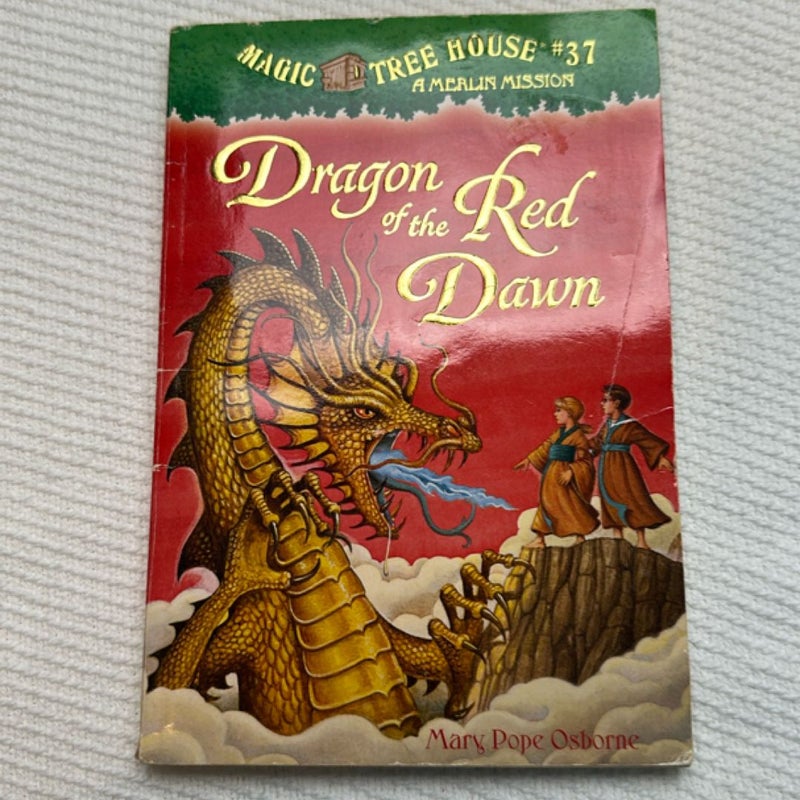 MAGIC TREE HOUSE® #37
A MERLIN MISSION
Dragon
of the Red
Dawn
Mary Pope Osborne